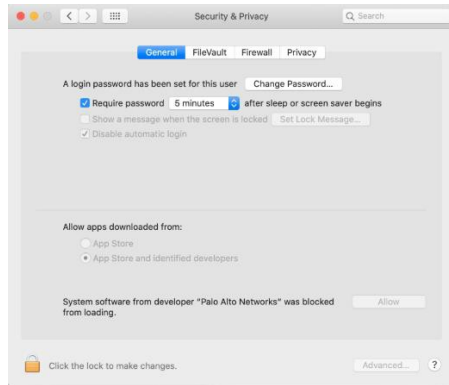 Security & Privacy
Search
General FileVault Firewall Privacy
A login password has been set for this user Change Password...
Require password 5 minutes after sleep or screen saver begins
Show a message when the screen is locked Set Lock Message...
Disable automatic login
Allow apps downloaded from:
App Store
App Store and identified developers
System software from developer "Palo Alto Networks" was blocked Allow
from loading.
Click the lock to make changes.
Advanced... ?